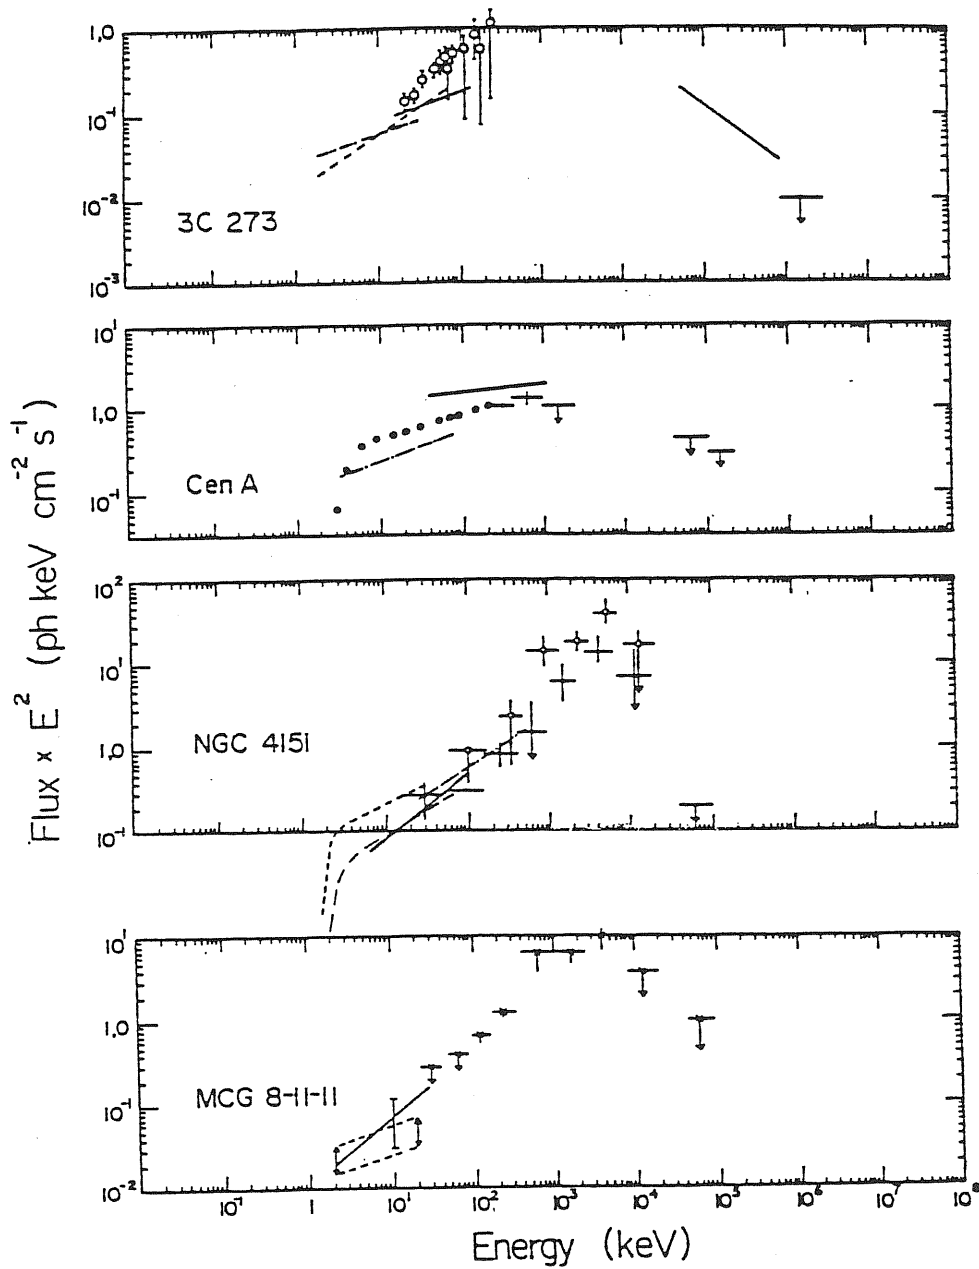 1,0
10⁻¹
10⁻²
10⁻³
3C 273
10¹
1,0
10⁻¹
Cen A
10²
10¹
1,0
10⁻¹
NGC 4151
10¹
1,0
10⁻¹
10⁻²
MCG 8-11-11
10⁻¹ 1 10¹ 10² 10³ 10⁴ 10⁵ 10⁶ 10⁷ 10⁸
Energy (keV)
Flux × E² (ph keV cm⁻² s⁻¹)